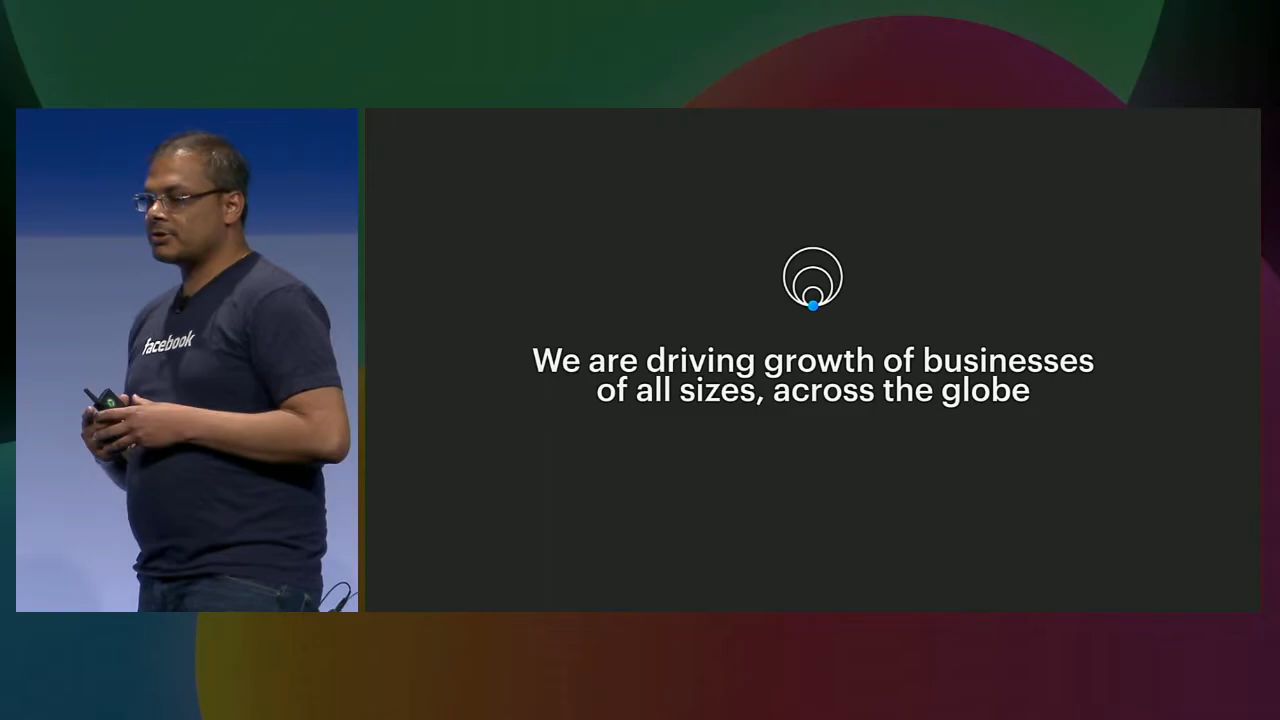 facebook
We are driving growth of businesses
of all sizes, across the globe